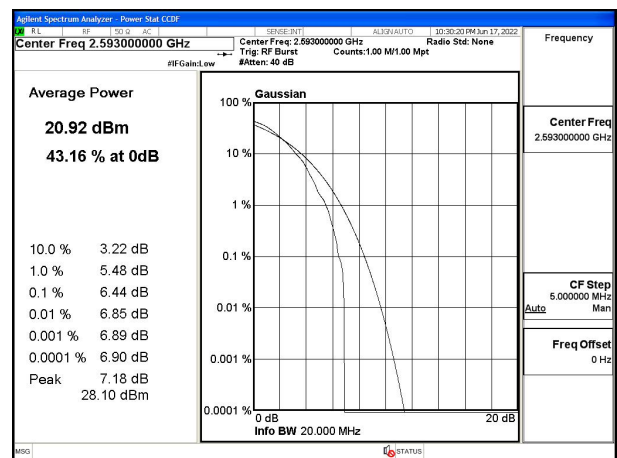 Agilent Spectrum Analyzer - Power Stat CCDF
RL RF 50 Ω AC SENSE:INT ALIGN AUTO 10:30:20 PM Jun 17, 2022
Center Freq 2.593000000 GHz
Center Freq: 2.593000000 GHz Radio Std: None
Trig: RF Burst Counts:1.00 M/1.00 Mpt
#IFGain:Low #Atten: 40 dB
Frequency
Average Power
20.92 dBm
43.16 % at 0dB
10.0 % 3.22 dB
1.0 % 5.48 dB
0.1 % 6.44 dB
0.01 % 6.85 dB
0.001 % 6.89 dB
0.0001 % 6.90 dB
Peak 7.18 dB
28.10 dBm
Gaussian
100 %
10 %
1 %
0.1 %
0.01 %
0.001 %
0.0001 %
0 dB 20 dB
Info BW 20.000 MHz
Center Freq
2.593000000 GHz
CF Step
5.000000 MHz
Auto Man
Freq Offset
0 Hz
MSG STATUS